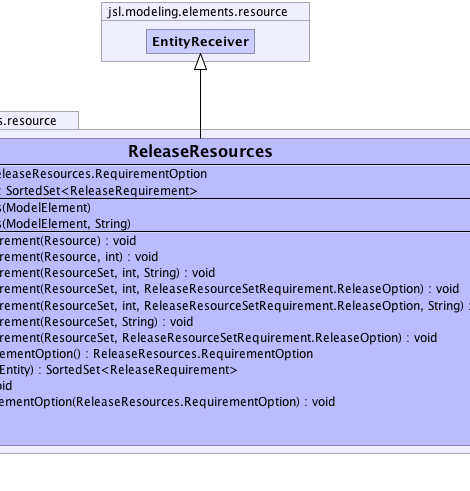 jsl.modeling.elements.resource
EntityReceiver
s.resource
ReleaseResources
eleaseResources.RequirementOption
: SortedSet<ReleaseRequirement>
s(ModelElement)
s(ModelElement, String)
rement(Resource) : void
rement(Resource, int) : void
rement(ResourceSet, int, String) : void
rement(ResourceSet, int, ReleaseResourceSetRequirement.ReleaseOption) : void
rement(ResourceSet, int, ReleaseResourceSetRequirement.ReleaseOption, String) :
rement(ResourceSet, String) : void
rement(ResourceSet, ReleaseResourceSetRequirement.ReleaseOption) : void
ementOption() : ReleaseResources.RequirementOption
Entity) : SortedSet<ReleaseRequirement>
oid
ementOption(ReleaseResources.RequirementOption) : void